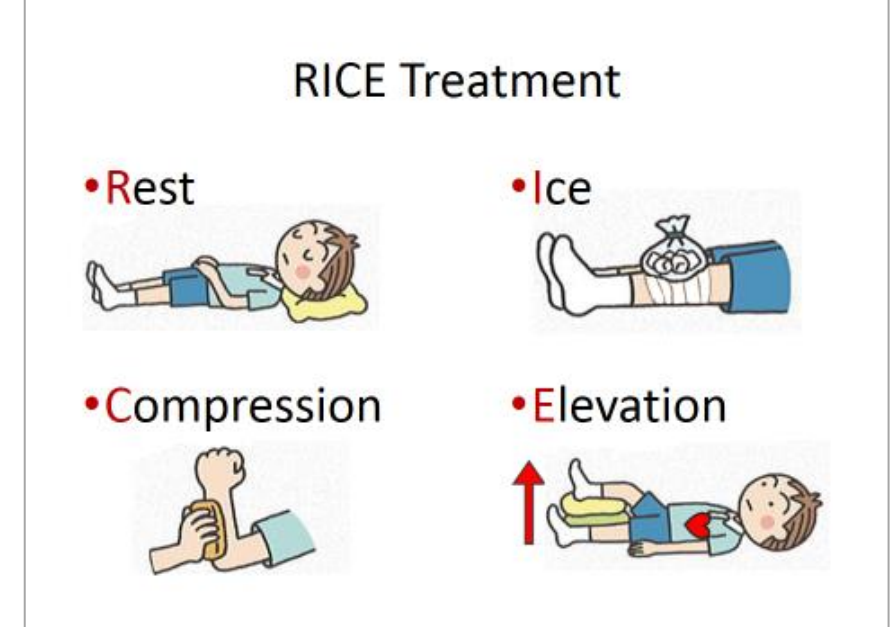 RICE Treatment
•Rest
•Ice
•Compression
•Elevation